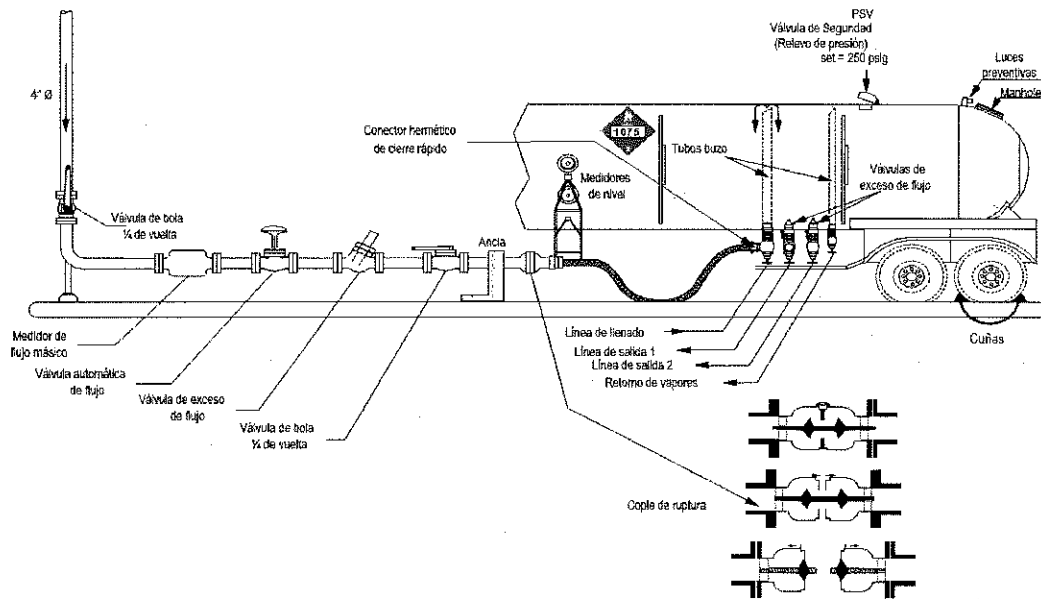 PSV
Válvula de Seguridad
(Relevo de presión)
set = 250 psig
Luces
preventivas
Manhole
4" Ø
Conector hermético
de cierre rápido
1075
Medidores
de nivel
Tubos buzo
Válvulas de
exceso de flujo
Válvula de bola
¼ de vuelta
Ancla
Medidor de
flujo másico
Válvula automática
de flujo
Válvula de exceso
de flujo
Válvula de bola
¼ de vuelta
Línea de llenado
Línea de salida 1
Línea de salida 2
Retorno de vapores
Cuñas
Cople de ruptura